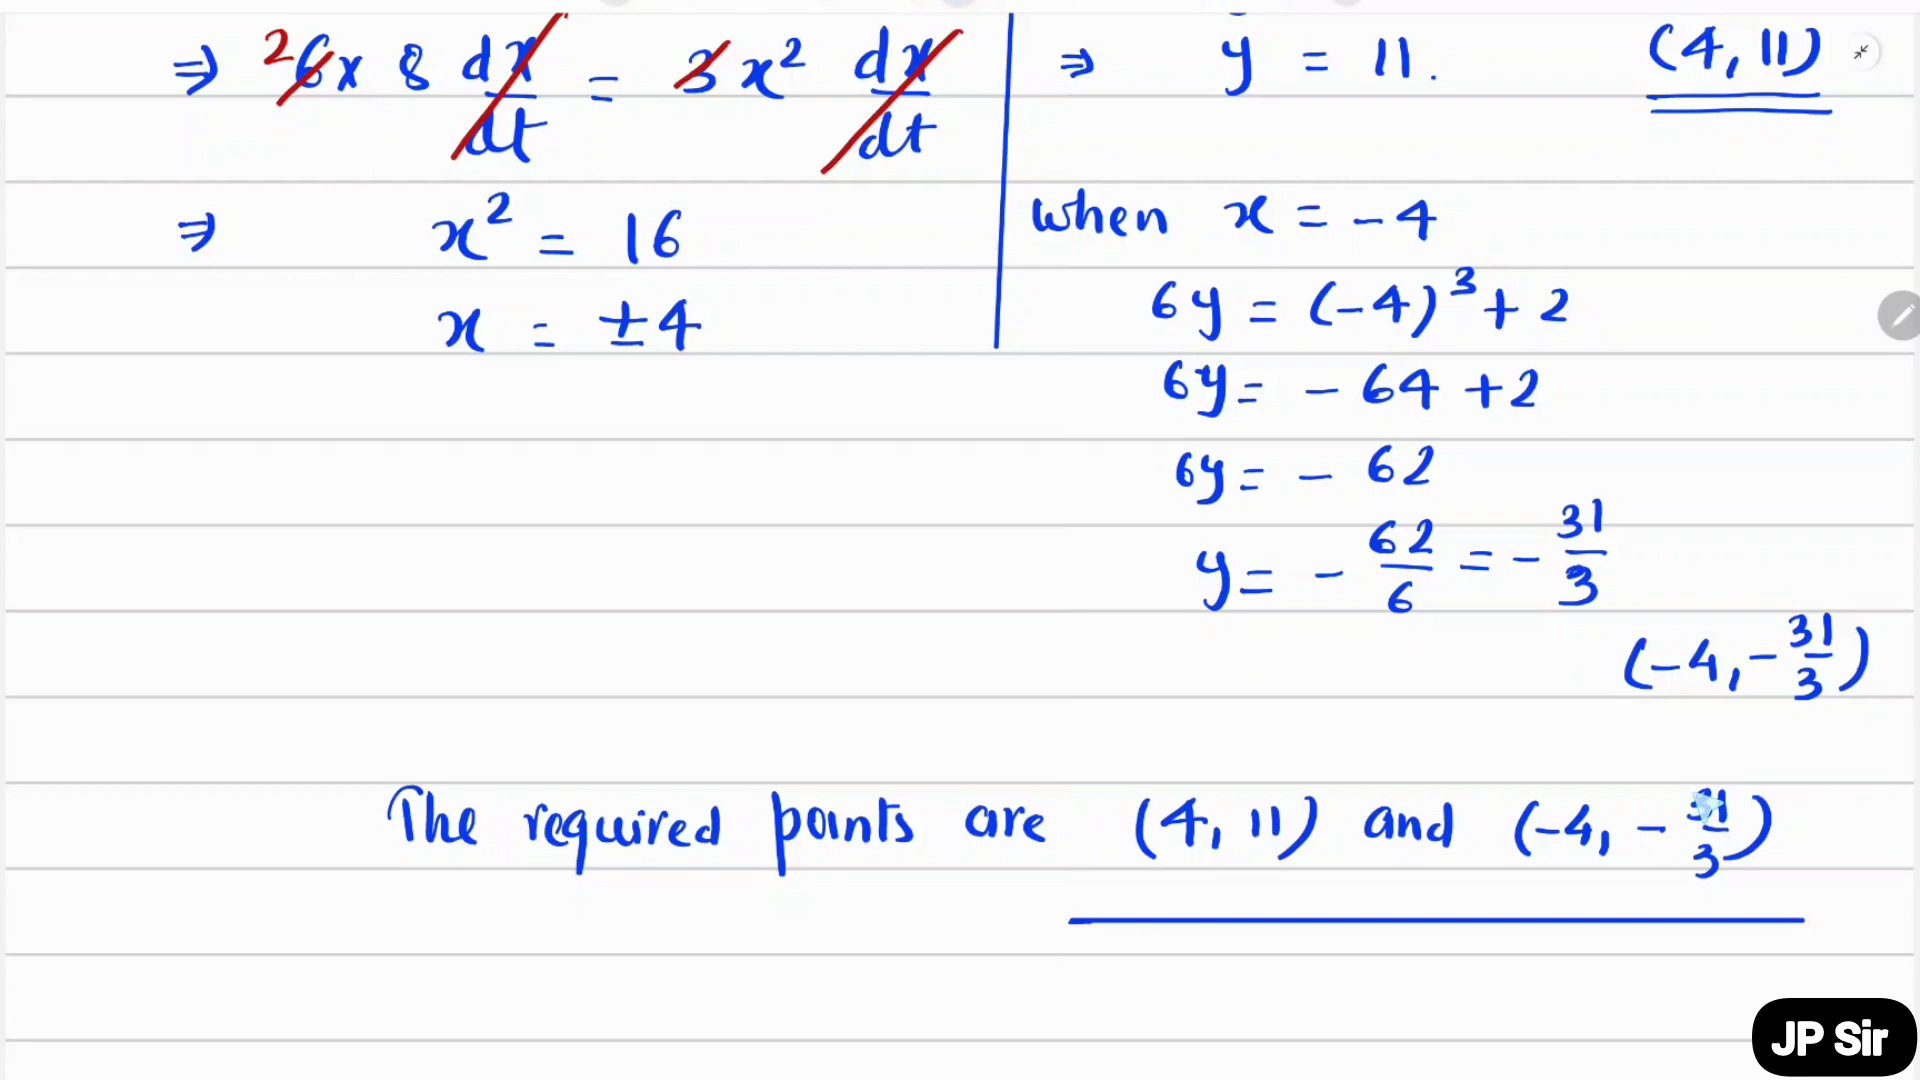 ⇒ 26 x 8 dx/dt = 3 x² dx/dt
⇒ x² = 16
x = ±4
⇒ y = 11. (4, 11)
when x = -4
6y = (-4)³ + 2
6y = - 64 + 2
6y = - 62
y = - 62/6 = - 31/3
(-4, - 31/3)
The required points are (4, 11) and (-4, - 31/3)
JP Sir